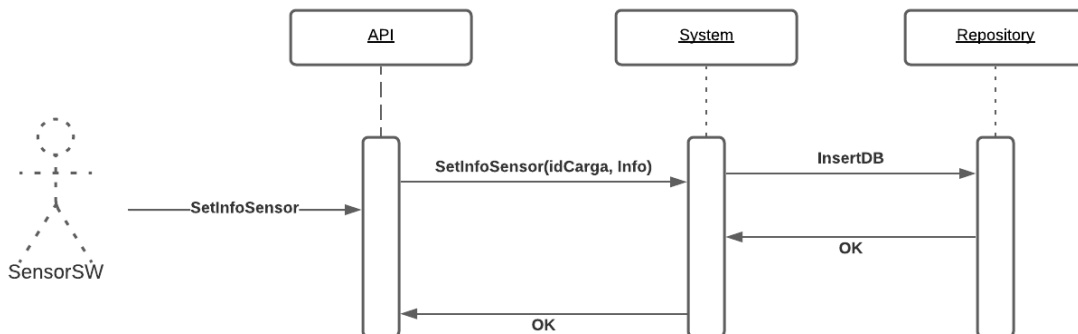 API
System
Repository
InsertDB
SetInfoSensor(idCarga, Info)
SetInfoSensor
OK
SensorSW
OK